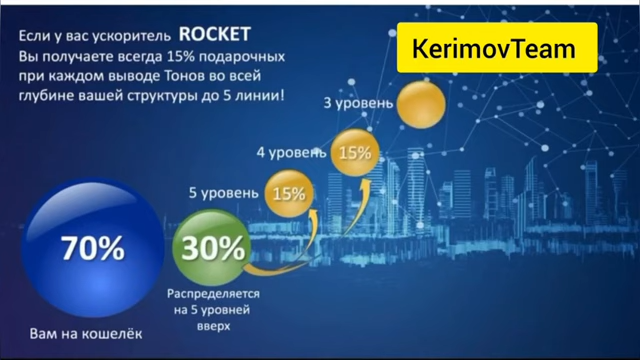 Если у вас ускоритель ROCKET
Вы получаете всегда 15% подарочных
при каждом выводе Тонов во всей
глубине вашей структуры до 5 линии!
KerimovTeam
3 уровень
4 уровень 15%
5 уровень 15%
70% 30%
Распределяется
на 5 уровней
вверх
Вам на кошелёк